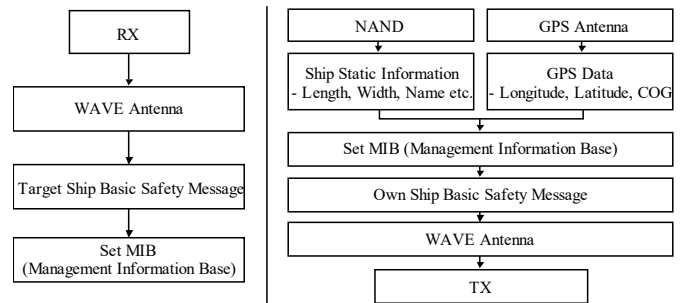 RX
WAVE Antenna
Target Ship Basic Safety Message
Set MIB
(Management Information Base)
NAND
GPS Antenna
Ship Static Information
- Length, Width, Name etc.
GPS Data
- Longitude, Latitude, COG
Set MIB (Management Information Base)
Own Ship Basic Safety Message
WAVE Antenna
TX